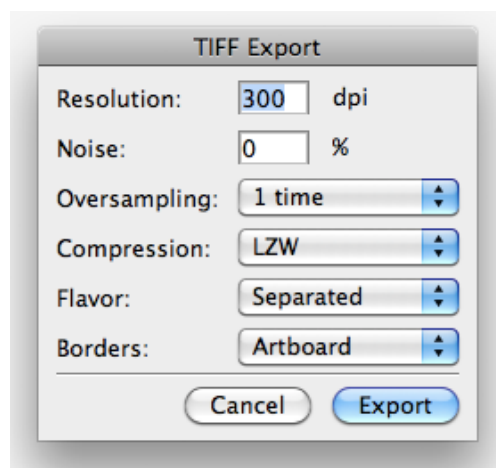 TIFF Export
Resolution: 300 dpi
Noise: 0 %
Oversampling: 1 time
Compression: LZW
Flavor: Separated
Borders: Artboard
Cancel Export